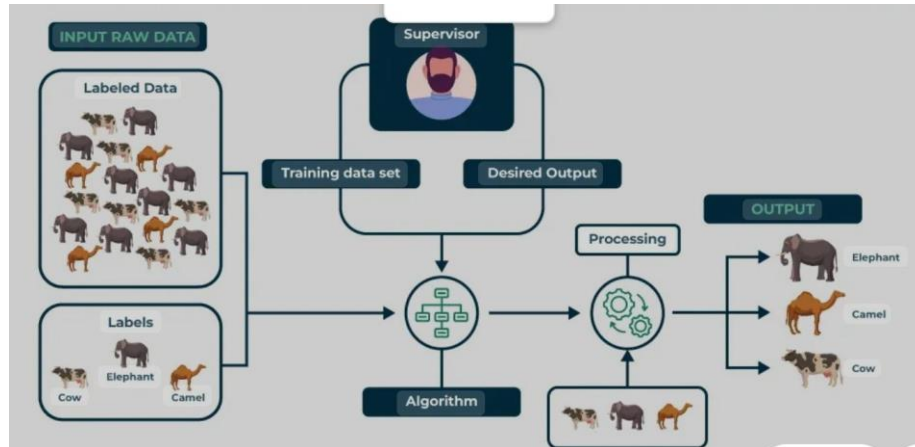 INPUT RAW DATA
Labeled Data
Labels
Elephant
Cow
Camel
Supervisor
Training data set
Desired Output
Algorithm
Processing
OUTPUT
Elephant
Camel
Cow